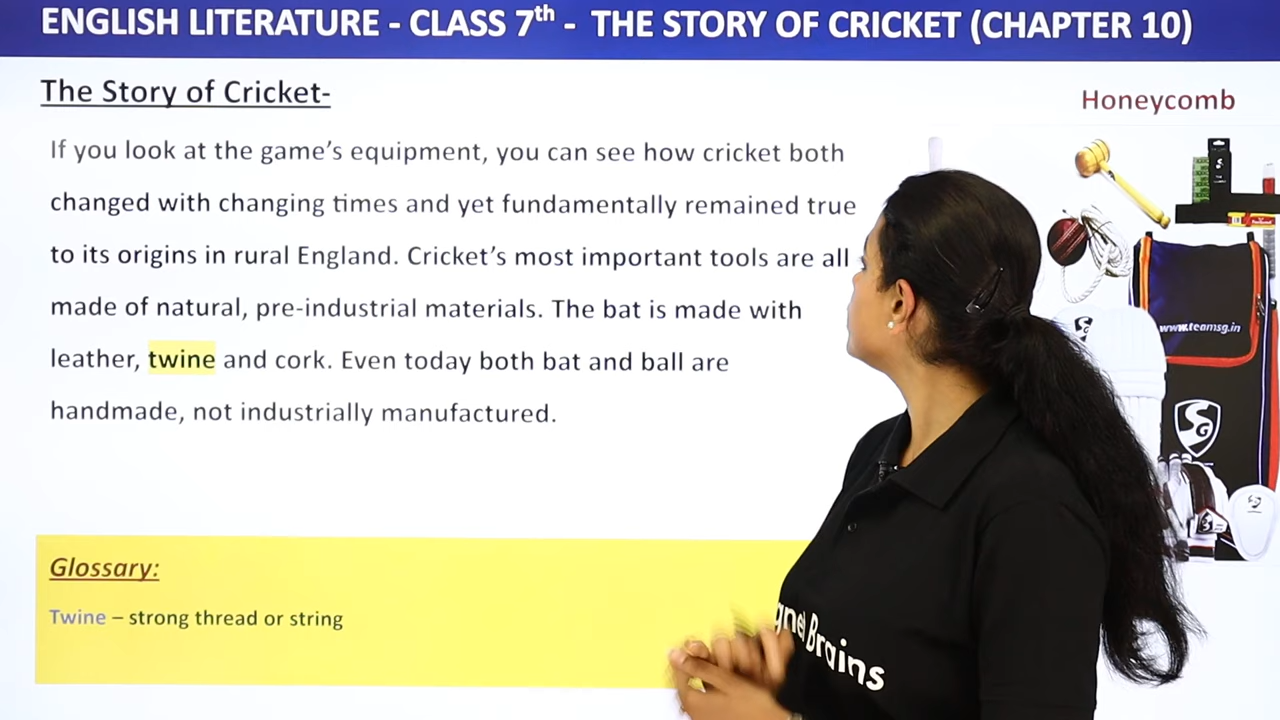 ENGLISH LITERATURE - CLASS 7th - THE STORY OF CRICKET (CHAPTER 10)
The Story of Cricket-
Honeycomb
If you look at the game's equipment, you can see how cricket both
changed with changing times and yet fundamentally remained true
to its origins in rural England. Cricket's most important tools are all
made of natural, pre-industrial materials. The bat is made with
leather, twine and cork. Even today both bat and ball are
handmade, not industrially manufactured.
www.teamsg.in
SG
Glossary:
Twine – strong thread or string
Brains